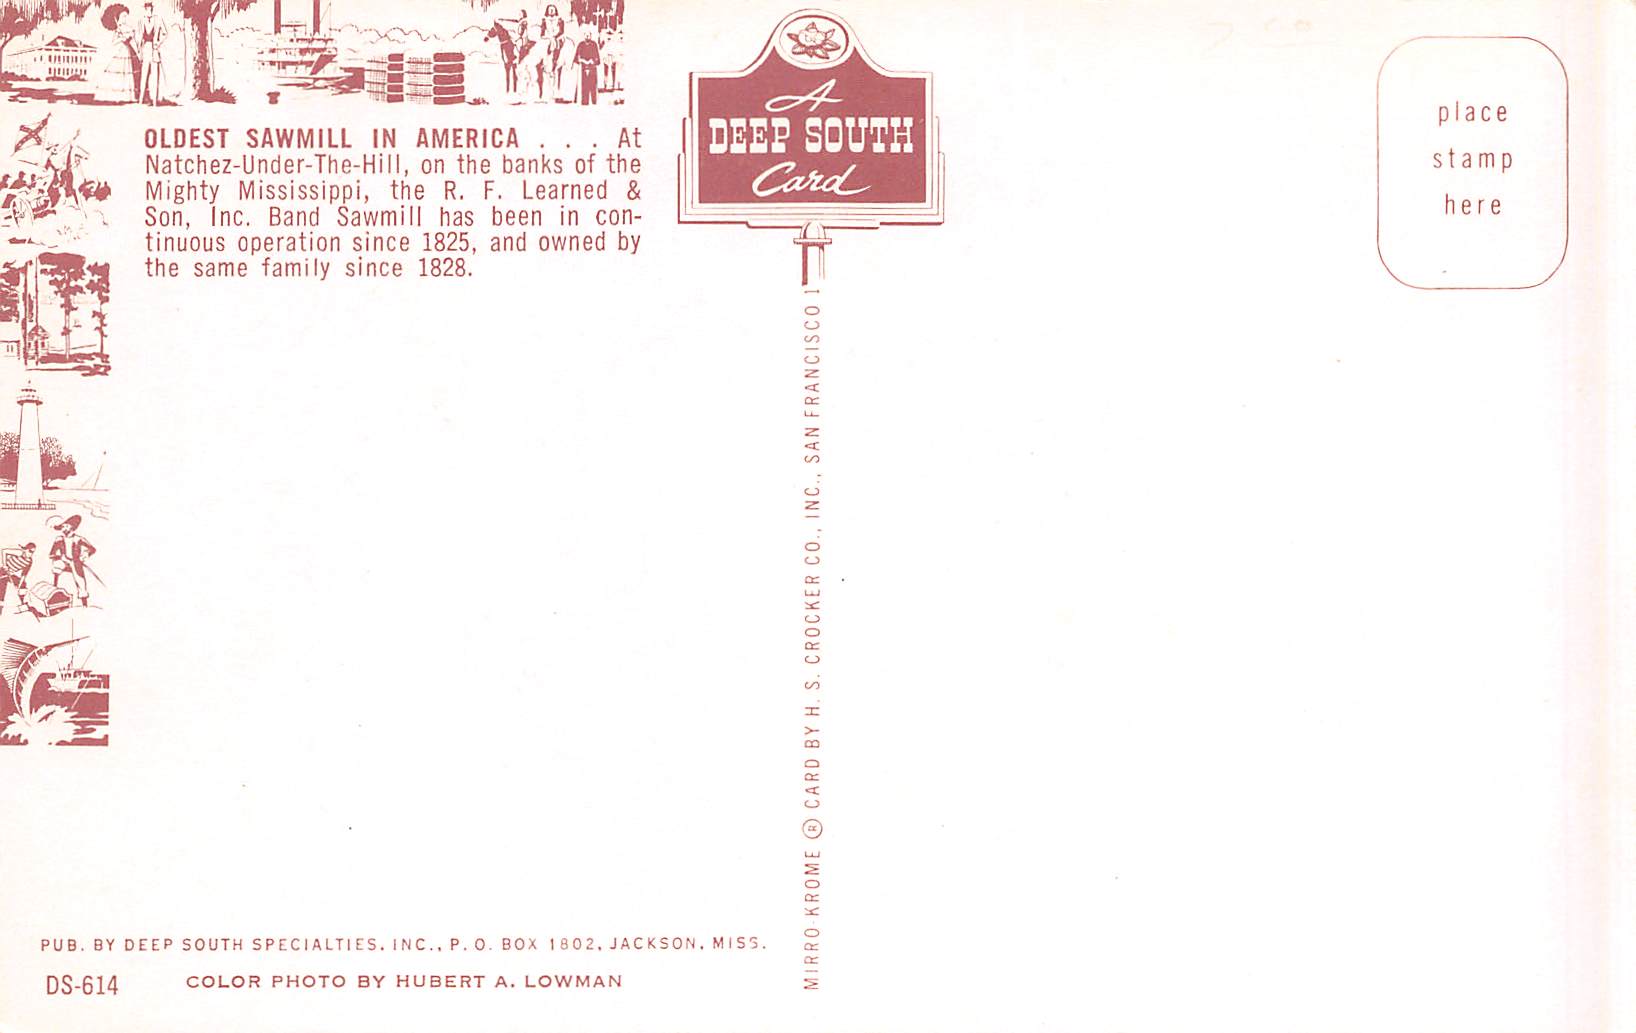 OLDEST SAWMILL IN AMERICA . . . At
Natchez-Under-The-Hill, on the banks of the
Mighty Mississippi, the R. F. Learned &
Son, Inc. Band Sawmill has been in con-
tinuous operation since 1825, and owned by
the same family since 1828.
A
DEEP SOUTH
Card
place
stamp
here
MIRRO-KROME ® CARD BY H. S. CROCKER CO., INC., SAN FRANCISCO 1
PUB. BY DEEP SOUTH SPECIALTIES, INC., P. O. BOX 1802, JACKSON, MISS.
DS-614 COLOR PHOTO BY HUBERT A. LOWMAN